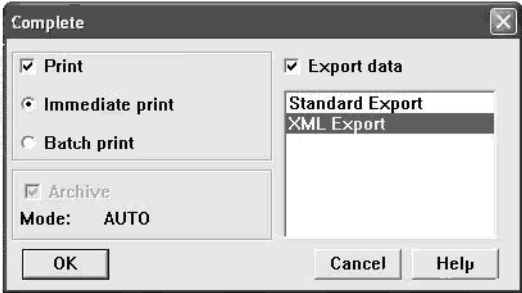 Complete
Print
Immediate print
Batch print
Archive
Mode: AUTO
Export data
Standard Export
XML Export
OK
Cancel
Help